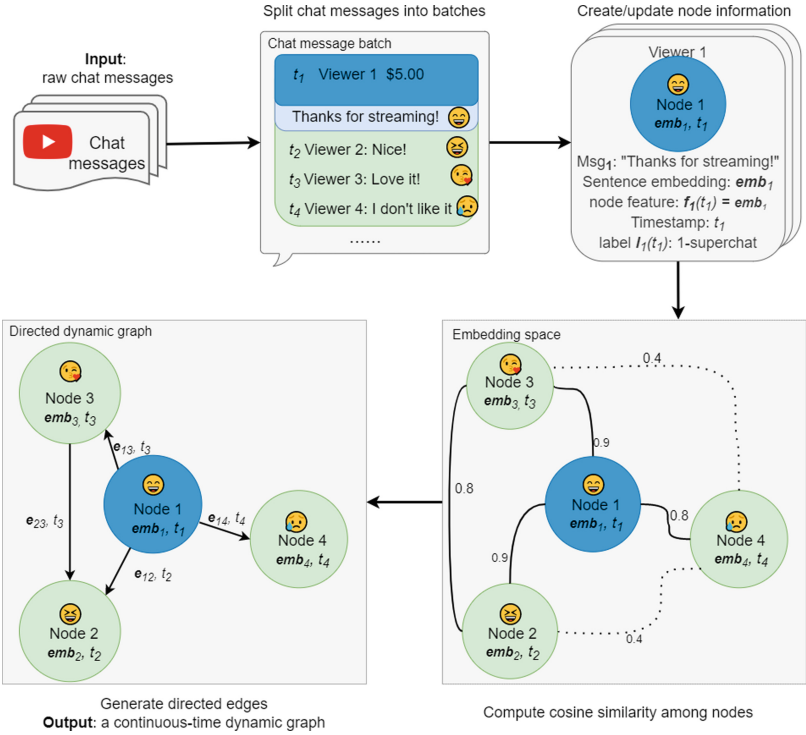 Split chat messages into batches
Create/update node information
Input:
raw chat messages
Chat
messages
Chat message batch
t1 Viewer 1 $5.00
Thanks for streaming!
t2 Viewer 2: Nice!
t3 Viewer 3: Love it!
t4 Viewer 4: I don't like it
......
Viewer 1
Node 1
emb1, t1
Msg1: "Thanks for streaming!"
Sentence embedding: emb1
node feature: f1(t1) = emb1
Timestamp: t1
label l1(t1): 1-superchat
Directed dynamic graph
Node 3
emb3, t3
e13, t3
Node 1
emb1, t1
e23, t3
e14, t4
Node 4
emb4, t4
e12, t2
Node 2
emb2, t2
Embedding space
Node 3
emb3, t3
0.4
0.9
0.8
Node 1
emb1, t1
0.8
Node 4
emb4, t4
0.9
Node 2
emb2, t2
0.4
Generate directed edges
Output: a continuous-time dynamic graph
Compute cosine similarity among nodes